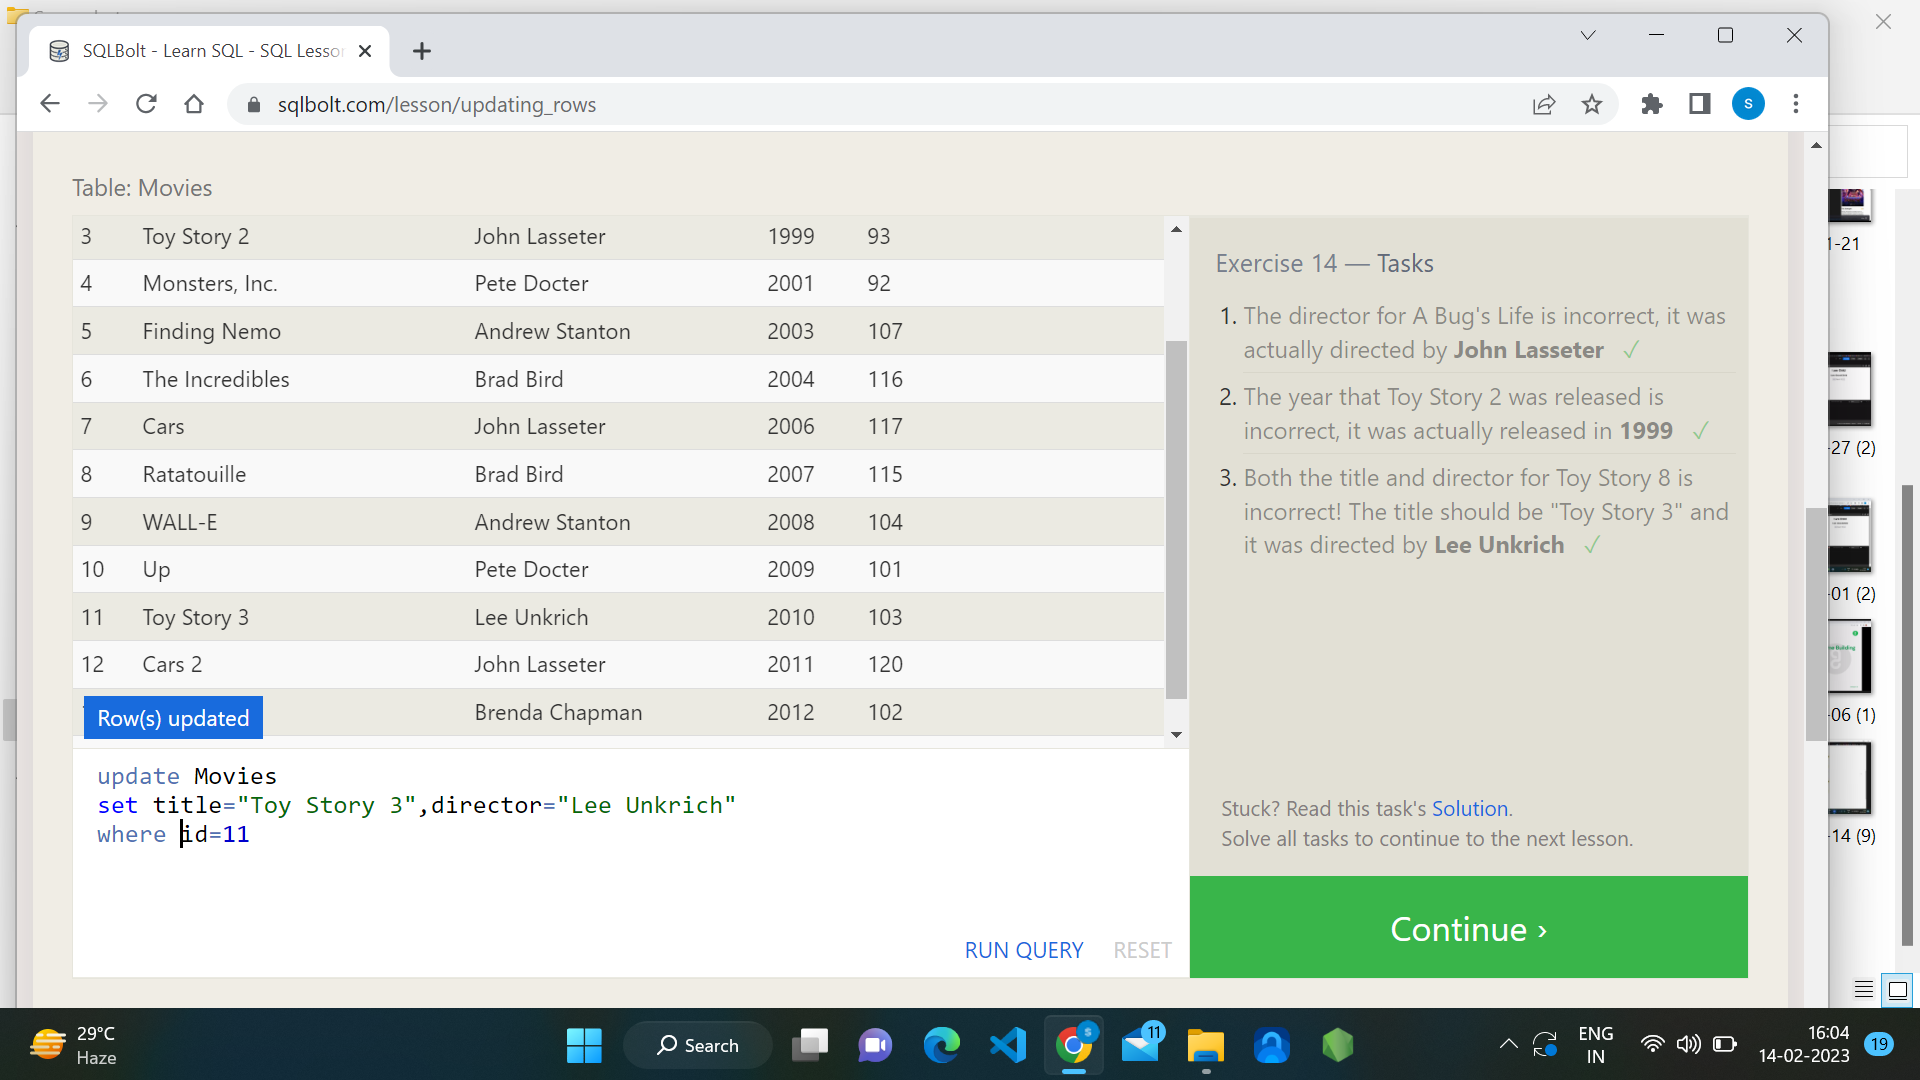 SQLBolt - Learn SQL - SQL Lesson
sqlbolt.com/lesson/updating_rows
S
Table: Movies
3 Toy Story 2 John Lasseter 1999 93
4 Monsters, Inc. Pete Docter 2001 92
5 Finding Nemo Andrew Stanton 2003 107
6 The Incredibles Brad Bird 2004 116
7 Cars John Lasseter 2006 117
8 Ratatouille Brad Bird 2007 115
9 WALL-E Andrew Stanton 2008 104
10 Up Pete Docter 2009 101
11 Toy Story 3 Lee Unkrich 2010 103
12 Cars 2 John Lasseter 2011 120
Brenda Chapman 2012 102
Row(s) updated
update Movies
set title="Toy Story 3",director="Lee Unkrich"
where id=11
RUN QUERY RESET
Exercise 14 — Tasks
1. The director for A Bug's Life is incorrect, it was
actually directed by John Lasseter ✓
2. The year that Toy Story 2 was released is
incorrect, it was actually released in 1999 ✓
3. Both the title and director for Toy Story 8 is
incorrect! The title should be "Toy Story 3" and
it was directed by Lee Unkrich ✓
Stuck? Read this task's Solution.
Solve all tasks to continue to the next lesson.
Continue ›
1-21
-27 (2)
-01 (2)
-06 (1)
-14 (9)
29°C
Haze
Search
S
11
ENG
IN
16:04
14-02-2023
19